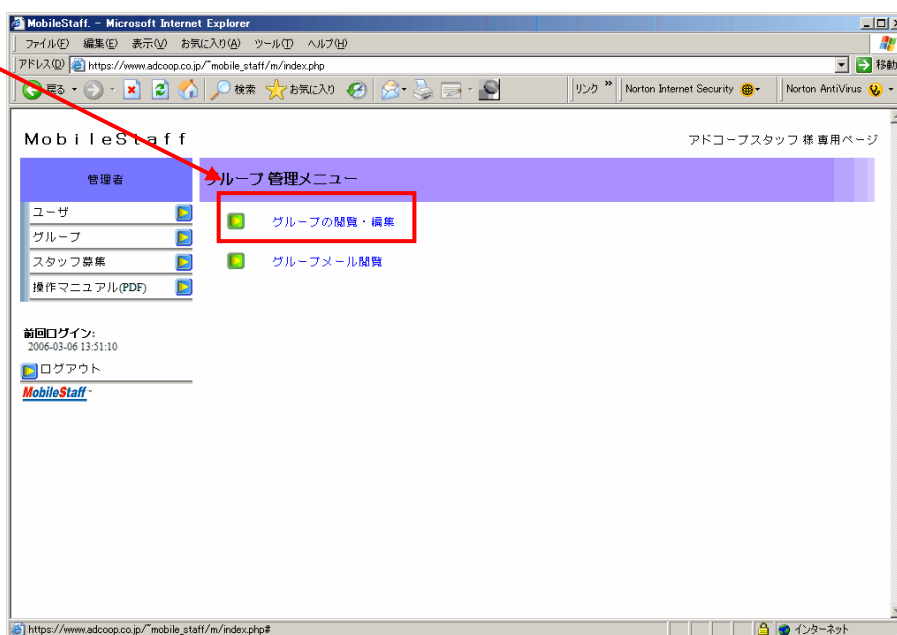 MobileStaff. - Microsoft Internet Explorer
ファイル(F) 編集(E) 表示(V) お気に入り(A) ツール(T) ヘルプ(H)
アドレス(D) https://www.adcoop.co.jp/~mobile_staff/m/index.php 移動
戻る 検索 お気に入り リンク » Norton Internet Security Norton AntiVirus
MobileStaff アドコープスタッフ 様 専用ページ
管理者 グループ 管理メニュー
ユーザ
グループの閲覧・編集
グループ
スタッフ募集 グループメール閲覧
操作マニュアル(PDF)
前回ログイン:
2006-03-06 13:51:10
ログアウト
MobileStaff
https://www.adcoop.co.jp/~mobile_staff/m/index.php# インターネット